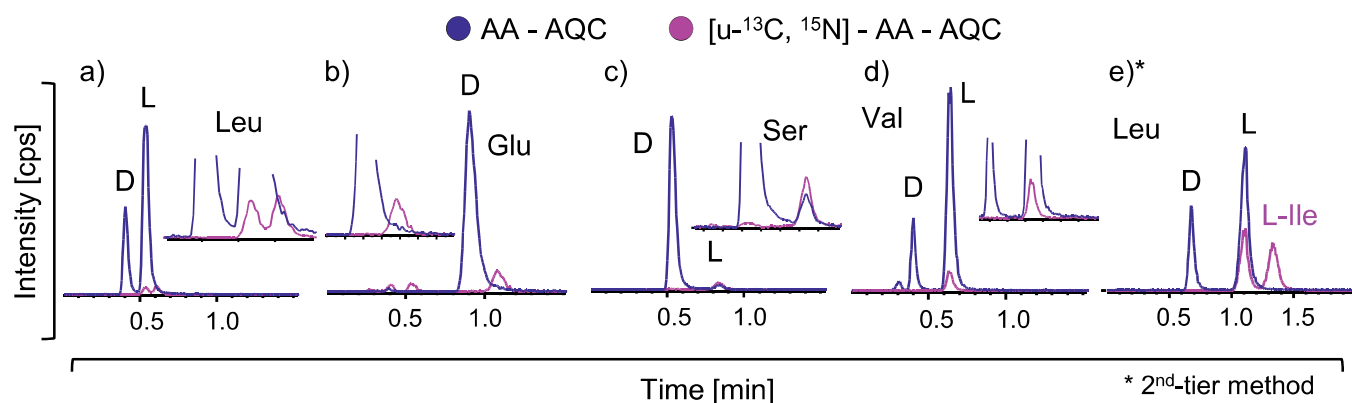 AA - AQC [u-¹³C, ¹⁵N] - AA - AQC
a) b) c) d) e)*
Intensity [cps]
D L Leu
D Glu
D Ser L
Val D L
Leu D L L-Ile
0.5 1.0 0.5 1.0 0.5 1.0 0.5 1.0 0.5 1.0 1.5
Time [min]
* 2ⁿᵈ-tier method